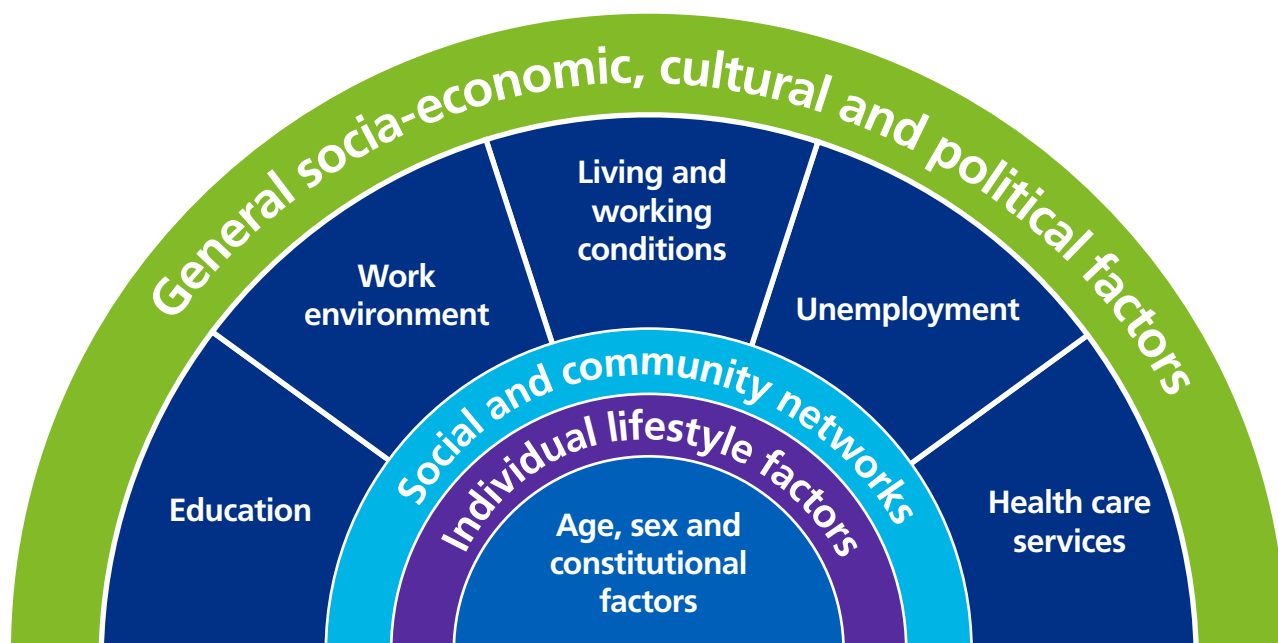 General socia-economic, cultural and political factors
Living and
working
conditions
Work
environment
Unemployment
Education
Health care
services
Social and community networks
Individual lifestyle factors
Age, sex and
constitutional
factors